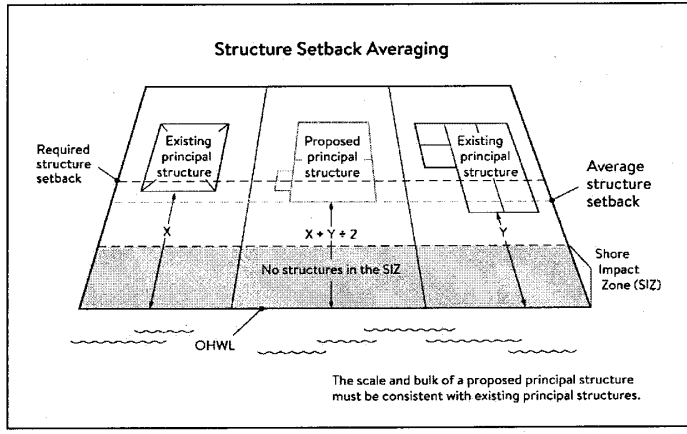 Structure Setback Averaging
Required
structure
setback
Existing
principal
structure
Proposed
principal
structure
Existing
principal
structure
Average
structure
setback
X
X + Y ÷ 2
Y
No structures in the SIZ
Shore
Impact
Zone (SIZ)
OHWL
The scale and bulk of a proposed principal structure
must be consistent with existing principal structures.